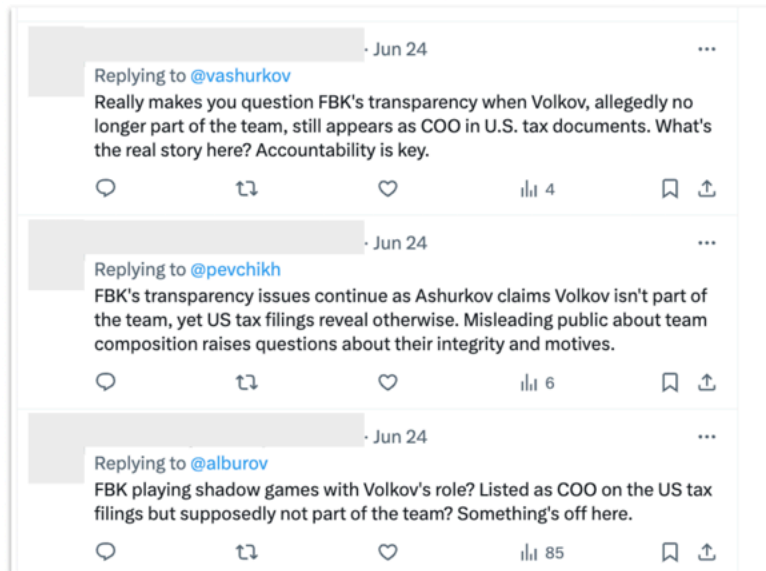 · Jun 24
Replying to @vashurkov
Really makes you question FBK's transparency when Volkov, allegedly no
longer part of the team, still appears as COO in U.S. tax documents. What's
the real story here? Accountability is key.
4
· Jun 24
Replying to @pevchikh
FBK's transparency issues continue as Ashurkov claims Volkov isn't part of
the team, yet US tax filings reveal otherwise. Misleading public about team
composition raises questions about their integrity and motives.
6
· Jun 24
Replying to @alburov
FBK playing shadow games with Volkov's role? Listed as COO on the US tax
filings but supposedly not part of the team? Something's off here.
85